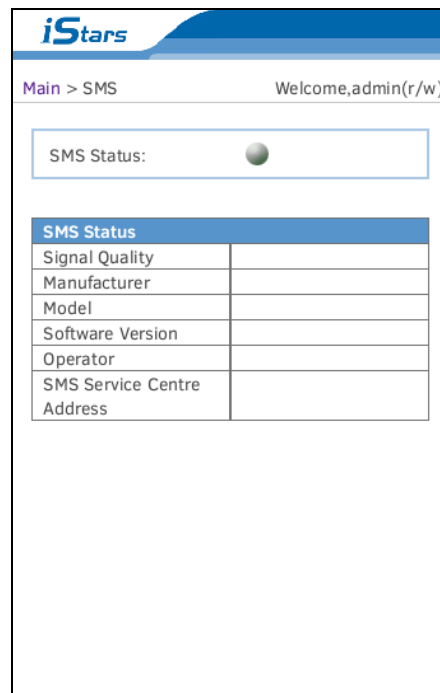 iStars
Main > SMS Welcome,admin(r/w)
SMS Status:
SMS Status
Signal Quality
Manufacturer
Model
Software Version
Operator
SMS Service Centre
Address